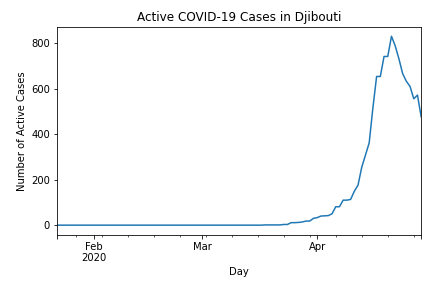 Active COVID-19 Cases in Djibouti
Number of Active Cases
800
600
400
200
0
Feb
2020
Mar
Apr
Day